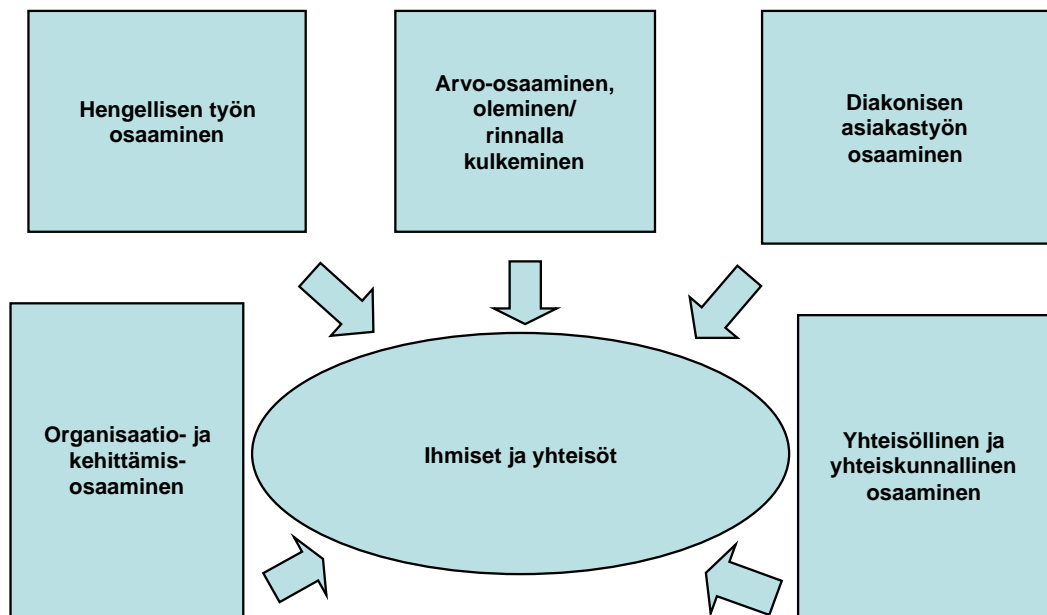 Hengellisen työn
osaaminen
Arvo-osaaminen,
oleminen/
rinnalla
kulkeminen
Diakonisen
asiakastyön
osaaminen
Organisaatio- ja
kehittämis-
osaaminen
Ihmiset ja yhteisöt
Yhteisöllinen ja
yhteiskunnallinen
osaaminen